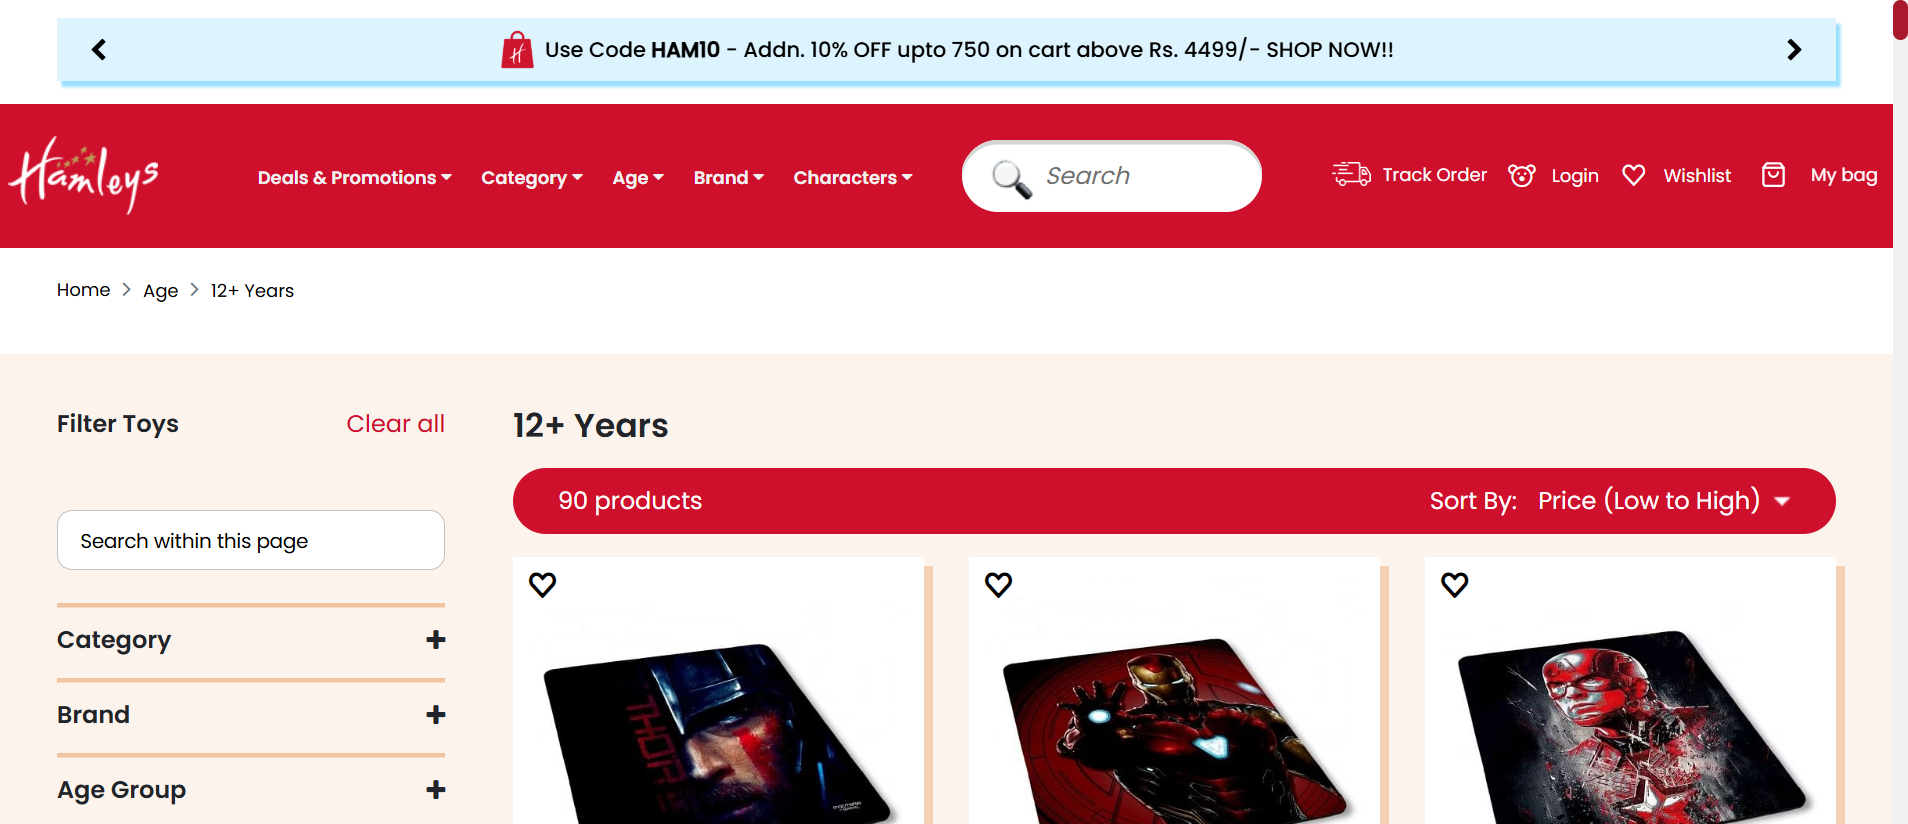 Use Code HAM10 - Addn. 10% OFF upto 750 on cart above Rs. 4499/- SHOP NOW!!
Hamleys
Deals & Promotions
Category
Age
Brand
Characters
Search
Track Order
Login
Wishlist
My bag
Home
Age
12+ Years
Filter Toys
Clear all
12+ Years
90 products
Sort By: Price (Low to High)
Search within this page
Category
Brand
Age Group
THOR